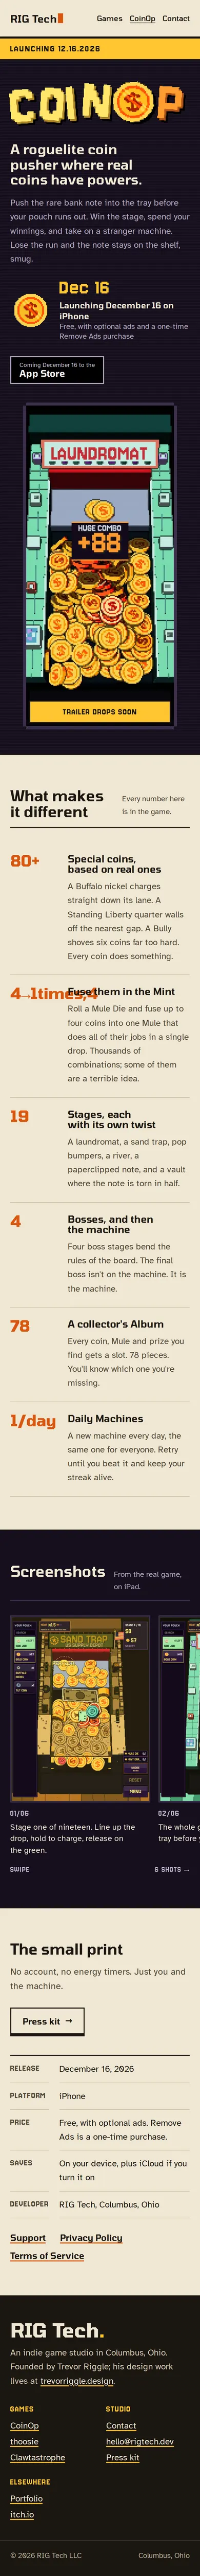 RIG Tech
Games CoinOp Contact
LAUNCHING 12.16.2026
COINOP
A roguelite coin
pusher where real
coins have powers.
Push the rare bank note into the tray before
your pouch runs out. Win the stage, spend your
winnings, and take on a stranger machine.
Lose the run and the note stays on the shelf,
smug.
Dec 16
Launching December 16 on
iPhone
Free, with optional ads and a one-time
Remove Ads purchase
Coming December 16 to the
App Store
LAUNDROMAT
HUGE COMBO
+88
TRAILER DROPS SOON
What makes
it different
Every number here
is in the game.
80+
Special coins,
based on real ones
A Buffalo nickel charges
straight down its lane. A
Standing Liberty quarter walks
off the nearest gap. A Bully
shoves six coins far too hard.
Every coin does something.
Fuse them in the Mint
Roll a Mule Die and fuse up to
four coins into one Mule that
does all of their jobs in a single
drop. Thousands of
combinations; some of them
are a terrible idea.
19
Stages, each
with its own twist
A laundromat, a sand trap, pop
bumpers, a river, a
paperclipped note, and a vault
where the note is torn in half.
4
Bosses, and then
the machine
Four boss stages bend the
rules of the board. The final
boss isn't on the machine. It is
the machine.
78
A collector's Album
Every coin, Mule and prize you
find gets a slot. 78 pieces.
You'll know which one you're
missing.
1/day
Daily Machines
A new machine every day, the
same one for everyone. Retry
until you beat it and keep your
streak alive.
Screenshots
From the real game,
on iPad.
SAND TRAP
MENU
01/06
Stage one of nineteen. Line up the
drop, hold to charge, release on
the green.
02/06
The whole
tray before
SWIPE
6 SHOTS →
The small print
No account, no energy timers. Just you and
the machine.
Press kit →
RELEASE December 16, 2026
PLATFORM iPhone
PRICE Free, with optional ads. Remove
Ads is a one-time purchase.
SAVES On your device, plus iCloud if you
turn it on
DEVELOPER RIG Tech, Columbus, Ohio
Support Privacy Policy
Terms of Service
RIG Tech.
An indie game studio in Columbus, Ohio.
Founded by Trevor Riggle; his design work
lives at trevorriggle.design.
GAMES
CoinOp
thoosie
Clawtastrophe
STUDIO
Contact
hello@rigtech.dev
Press kit
ELSEWHERE
Portfolio
itch.io
© 2026 RIG Tech LLC
Columbus, Ohio